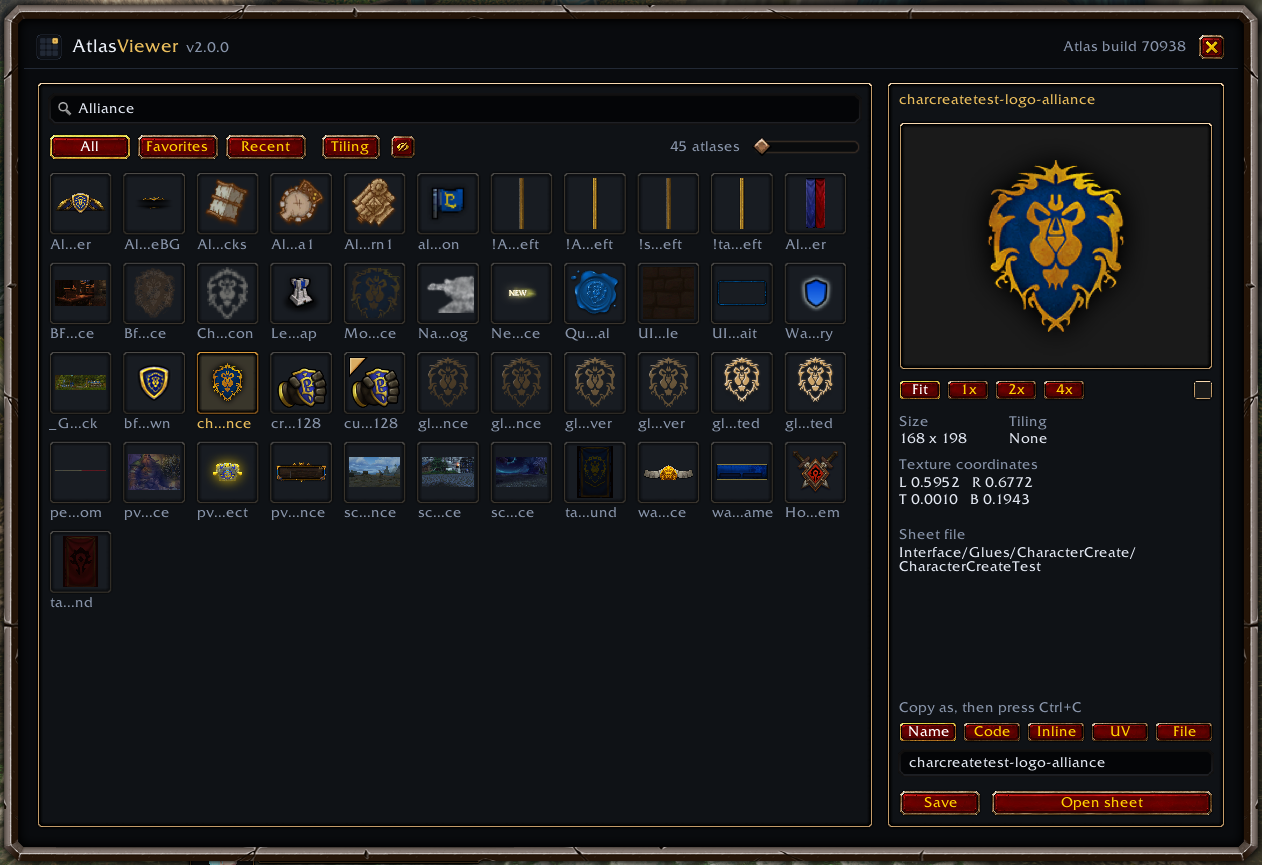 AtlasViewer v2.0.0
Atlas build 70938
Alliance
All Favorites Recent Tiling
45 atlases
Al...er Al...eBG Al...cks Al...a1 Al...rn1 al...on !A...eft !A...eft !s...eft !ta...eft Al...er
NEW
BF...ce Bf...ce Ch...con Le...ap Mo...ce Na...og Ne...ce Qu...al UI...le UI...ait Wa...ry
_G...ck bf...wn ch...nce cr...128 cu...128 gl...nce gl...nce gl...ver gl...ver gl...ted gl...ted
pe...om pv...ce pv...ect pv...nce sc...nce sc...ce sc...ce ta...und wa...ce wa...ame Ho...em
ta...nd
charcreatetest-logo-alliance
Fit 1x 2x 4x
Size Tiling
168 x 198 None
Texture coordinates
L 0.5952 R 0.6772
T 0.0010 B 0.1943
Sheet file
Interface/Glues/CharacterCreate/
CharacterCreateTest
Copy as, then press Ctrl+C
Name Code Inline UV File
charcreatetest-logo-alliance
Save Open sheet